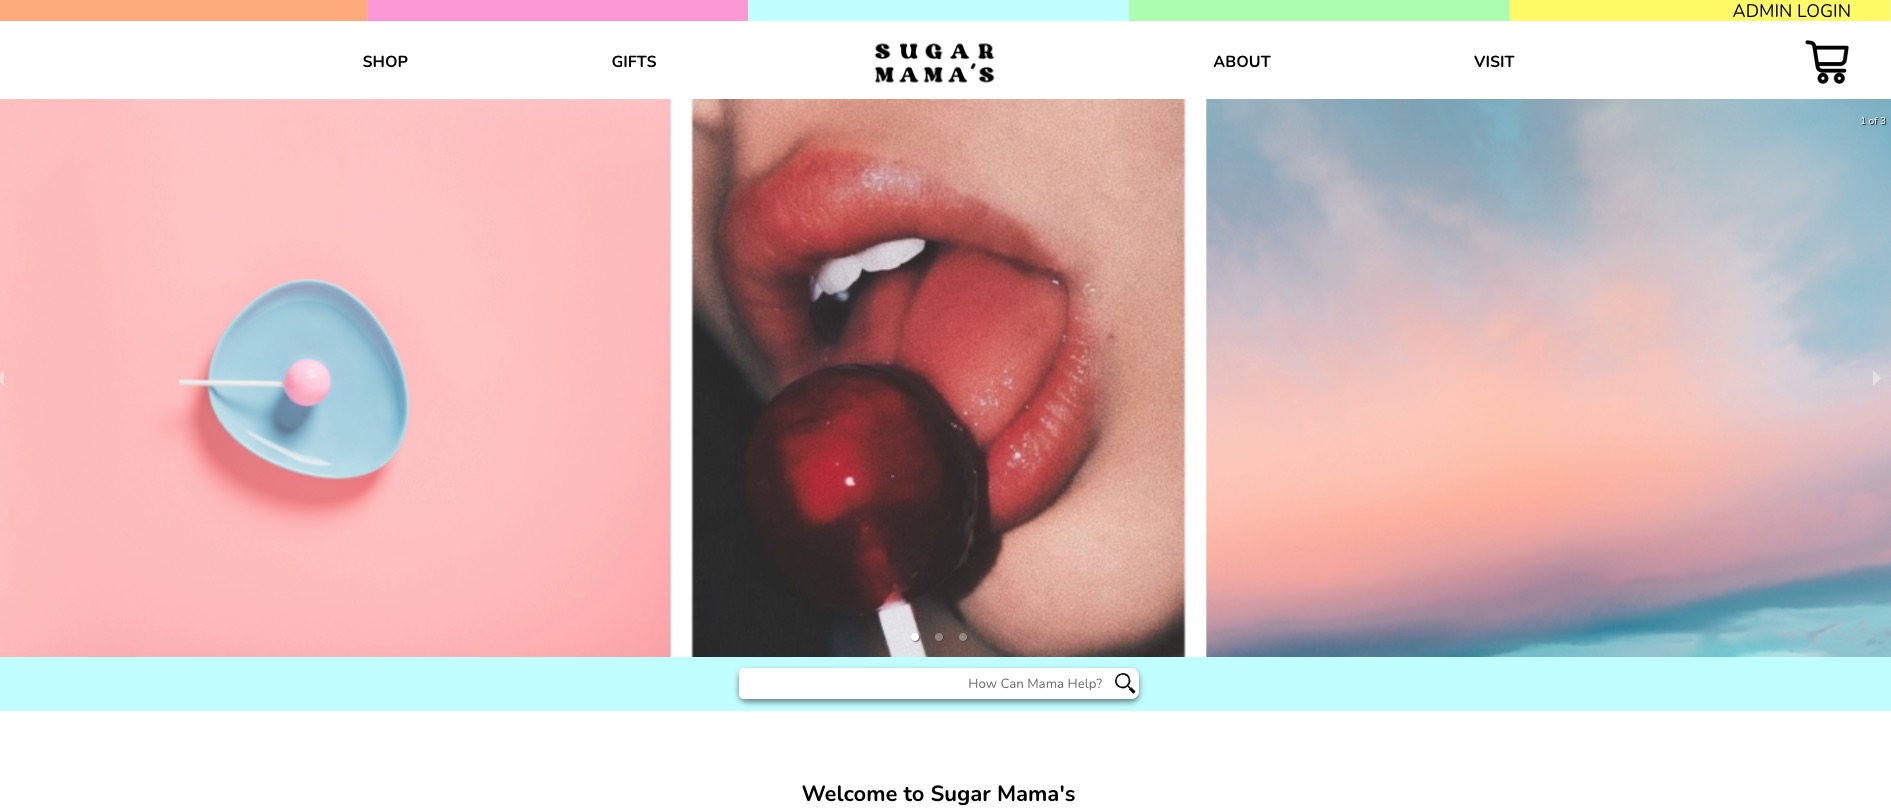 ADMIN LOGIN
SHOP
GIFTS
SUGAR
MAMA'S
ABOUT
VISIT
1 of 3
How Can Mama Help?
Welcome to Sugar Mama's